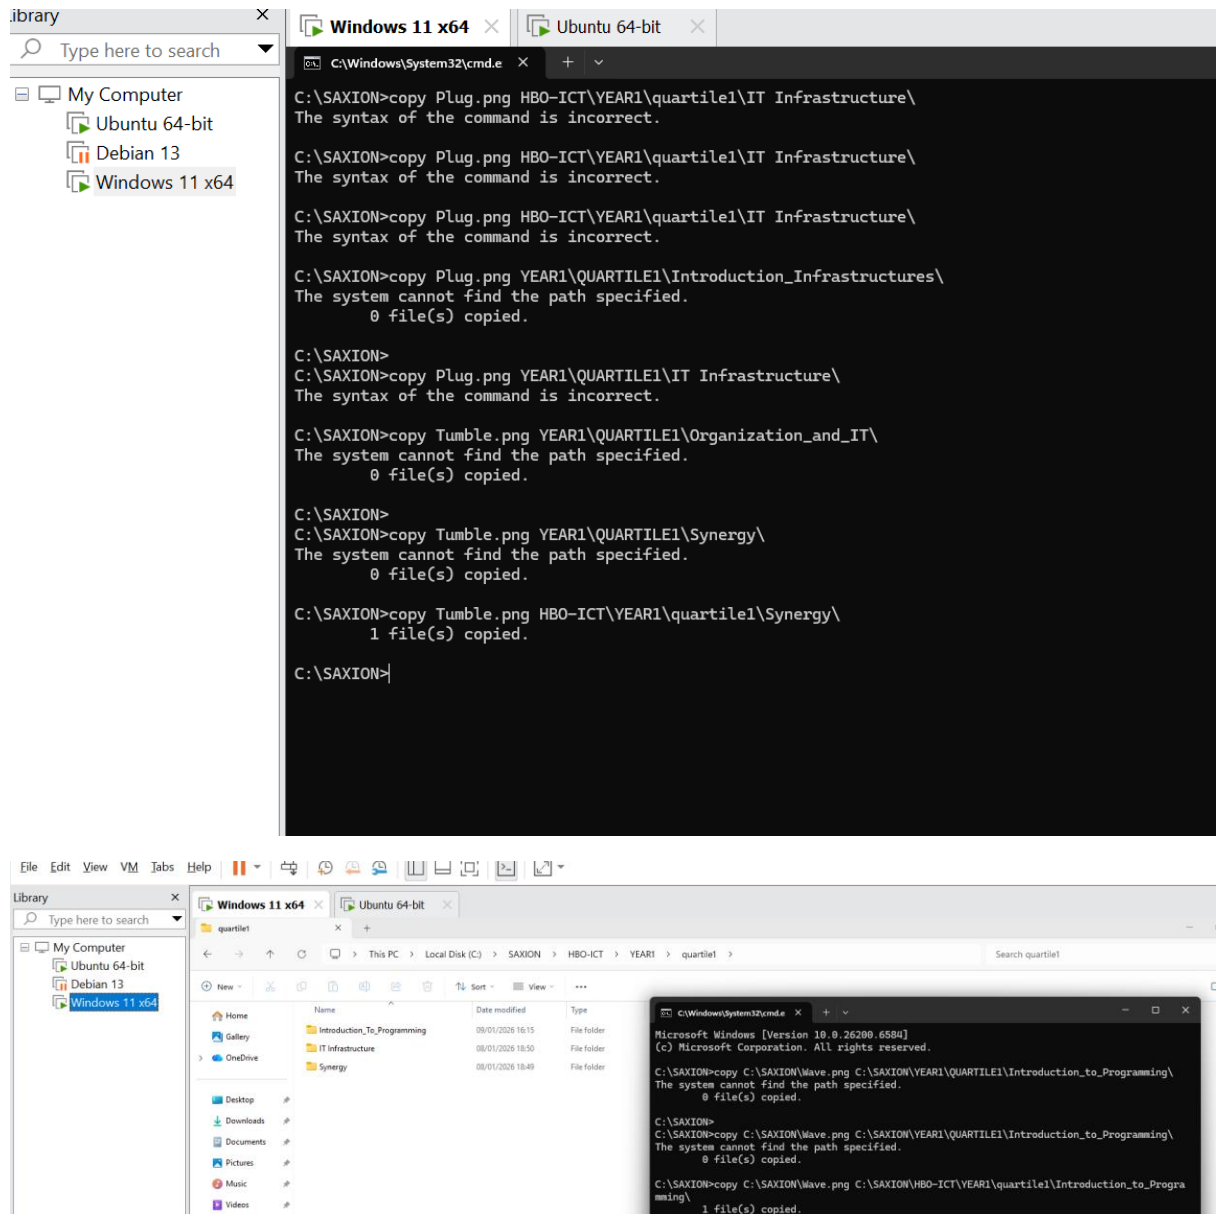 Library
Type here to search
My Computer
Ubuntu 64-bit
Debian 13
Windows 11 x64
Windows 11 x64
Ubuntu 64-bit
C:\Windows\System32\cmd.e
C:\SAXION>copy Plug.png HBO-ICT\YEAR1\quartile1\IT Infrastructure\
The syntax of the command is incorrect.
C:\SAXION>copy Plug.png HBO-ICT\YEAR1\quartile1\IT Infrastructure\
The syntax of the command is incorrect.
C:\SAXION>copy Plug.png HBO-ICT\YEAR1\quartile1\IT Infrastructure\
The syntax of the command is incorrect.
C:\SAXION>copy Plug.png YEAR1\QUARTILE1\Introduction_Infrastructures\
The system cannot find the path specified.
0 file(s) copied.
C:\SAXION>
C:\SAXION>copy Plug.png YEAR1\QUARTILE1\IT Infrastructure\
The syntax of the command is incorrect.
C:\SAXION>copy Tumble.png YEAR1\QUARTILE1\Organization_and_IT\
The system cannot find the path specified.
0 file(s) copied.
C:\SAXION>
C:\SAXION>copy Tumble.png YEAR1\QUARTILE1\Synergy\
The system cannot find the path specified.
0 file(s) copied.
C:\SAXION>copy Tumble.png HBO-ICT\YEAR1\quartile1\Synergy\
1 file(s) copied.
C:\SAXION>
File Edit View VM Tabs Help
Library
Type here to search
My Computer
Ubuntu 64-bit
Debian 13
Windows 11 x64
Windows 11 x64
Ubuntu 64-bit
quartile1
This PC > Local Disk (C:) > SAXION > HBO-ICT > YEAR1 > quartile1 >
Search quartile1
New
Sort
View
Home
Gallery
OneDrive
Desktop
Downloads
Documents
Pictures
Music
Videos
Name Date modified Type
Introduction_To_Programming 09/01/2026 16:15 File folder
IT Infrastructure 08/01/2026 18:50 File folder
Synergy 08/01/2026 18:49 File folder
C:\Windows\System32\cmd.e
Microsoft Windows [Version 10.0.26200.6584]
(c) Microsoft Corporation. All rights reserved.
C:\SAXION>copy C:\SAXION\Wave.png C:\SAXION\YEAR1\QUARTILE1\Introduction_to_Programming\
The system cannot find the path specified.
0 file(s) copied.
C:\SAXION>
C:\SAXION>copy C:\SAXION\Wave.png C:\SAXION\YEAR1\QUARTILE1\Introduction_to_Programming\
The system cannot find the path specified.
0 file(s) copied.
C:\SAXION>copy C:\SAXION\Wave.png C:\SAXION\HBO-ICT\YEAR1\quartile1\Introduction_to_Progra
mming\
1 file(s) copied.